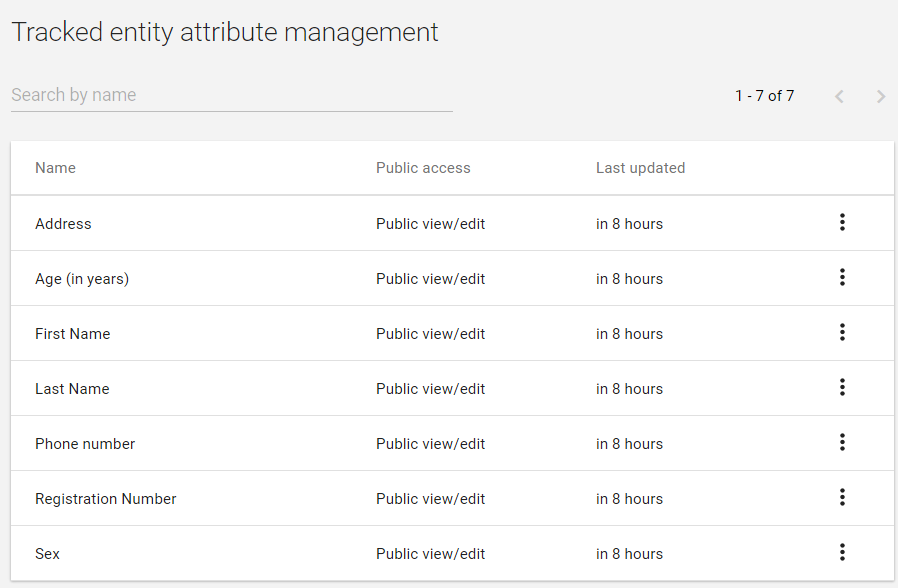 Tracked entity attribute management
Search by name
1 - 7 of 7
Name Public access Last updated
Address Public view/edit in 8 hours
Age (in years) Public view/edit in 8 hours
First Name Public view/edit in 8 hours
Last Name Public view/edit in 8 hours
Phone number Public view/edit in 8 hours
Registration Number Public view/edit in 8 hours
Sex Public view/edit in 8 hours